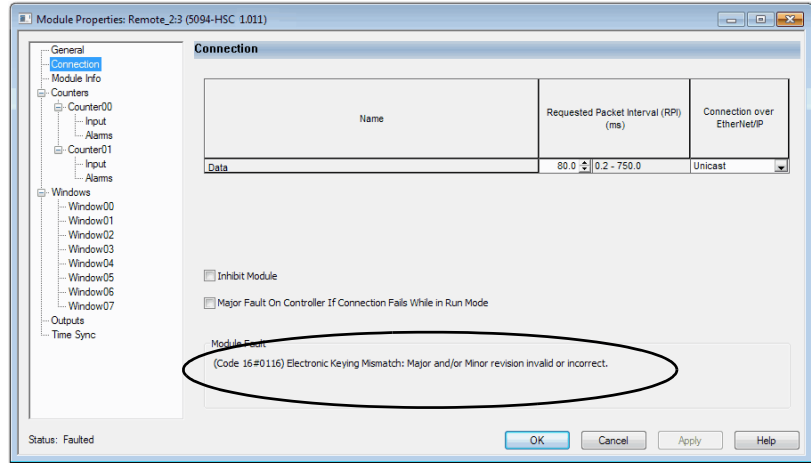 Module Properties: Remote_2:3 (5094-HSC 1.011)
General
Connection
Module Info
Counters
Counter00
Input
Alarms
Counter01
Input
Alarms
Windows
Window00
Window01
Window02
Window03
Window04
Window05
Window06
Window07
Outputs
Time Sync
Connection
Name
Requested Packet Interval (RPI)
(ms)
Connection over
EtherNet/IP
Data 80.0 0.2 - 750.0 Unicast
Inhibit Module
Major Fault On Controller If Connection Fails While in Run Mode
Module Fault
(Code 16#0116) Electronic Keying Mismatch: Major and/or Minor revision invalid or incorrect.
Status: Faulted
OK Cancel Apply Help